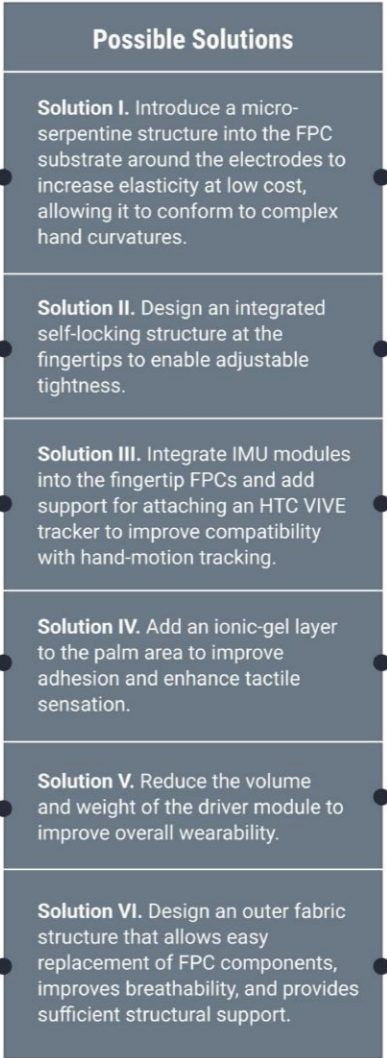 Possible Solutions
Solution I. Introduce a micro-
serpentine structure into the FPC
substrate around the electrodes to
increase elasticity at low cost,
allowing it to conform to complex
hand curvatures.
Solution II. Design an integrated
self-locking structure at the
fingertips to enable adjustable
tightness.
Solution III. Integrate IMU modules
into the fingertip FPCs and add
support for attaching an HTC VIVE
tracker to improve compatibility
with hand-motion tracking.
Solution IV. Add an ionic-gel layer
to the palm area to improve
adhesion and enhance tactile
sensation.
Solution V. Reduce the volume
and weight of the driver module to
improve overall wearability.
Solution VI. Design an outer fabric
structure that allows easy
replacement of FPC components,
improves breathability, and provides
sufficient structural support.